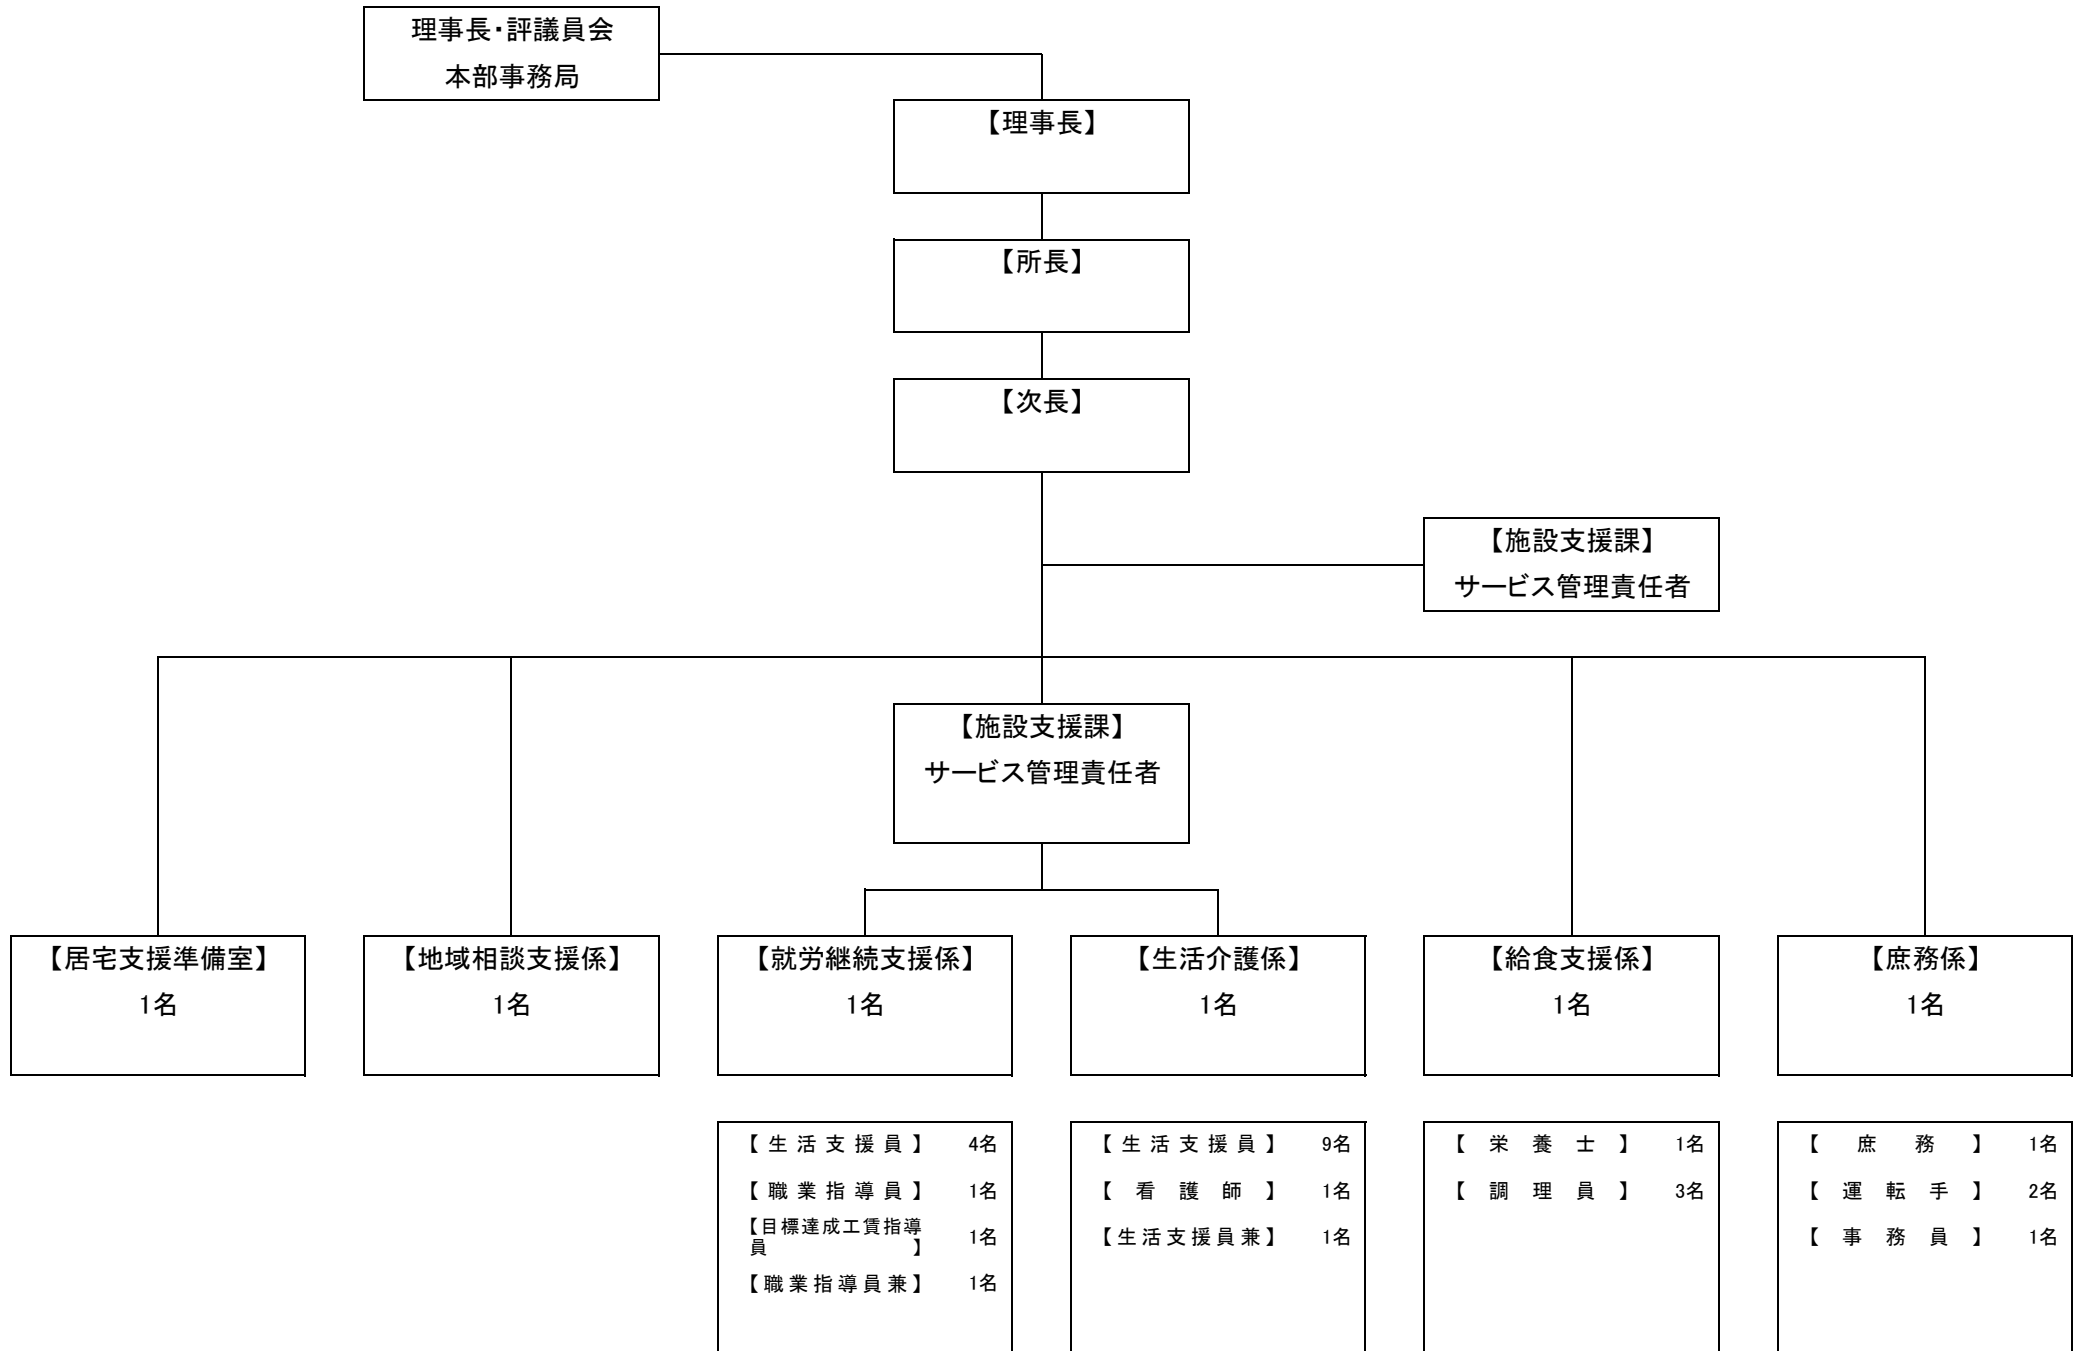 理事長・評議員会
本部事務局
【理事長】
【所長】
【次長】
【施設支援課】
サービス管理責任者
【施設支援課】
サービス管理責任者
【居宅支援準備室】
1名
【地域相談支援係】
1名
【就労継続支援係】
1名
【生活介護係】
1名
【給食支援係】
1名
【庶務係】
1名
【生活支援員】 4名
【職業指導員】 1名
【目標達成工賃指導
員】 1名
【職業指導員兼】 1名
【生活支援員】 9名
【看護師】 1名
【生活支援員兼】 1名
【栄養士】 1名
【調理員】 3名
【庶務】 1名
【運転手】 2名
【事務員】 1名